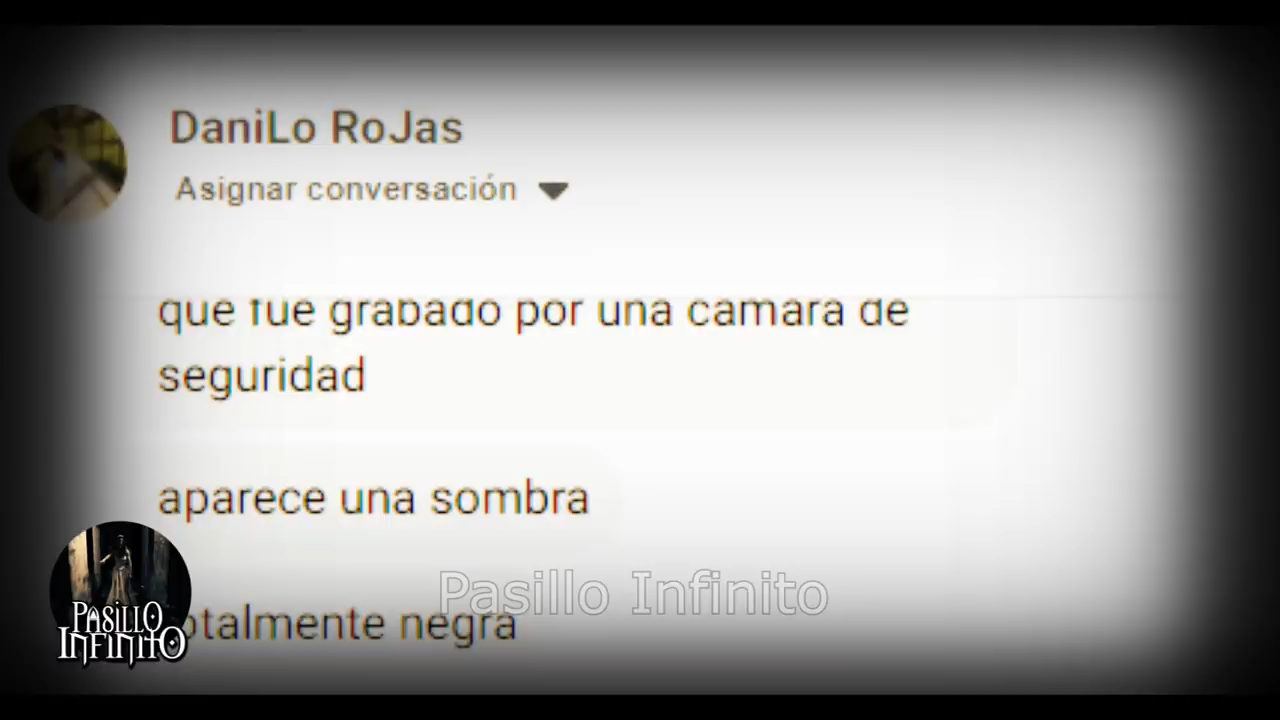 DaniLo RoJas
Asignar conversación
que fue grabado por una camara de
seguridad
aparece una sombra
Pasillo Infinito
otalmente negra
PASILLO
INFINITO